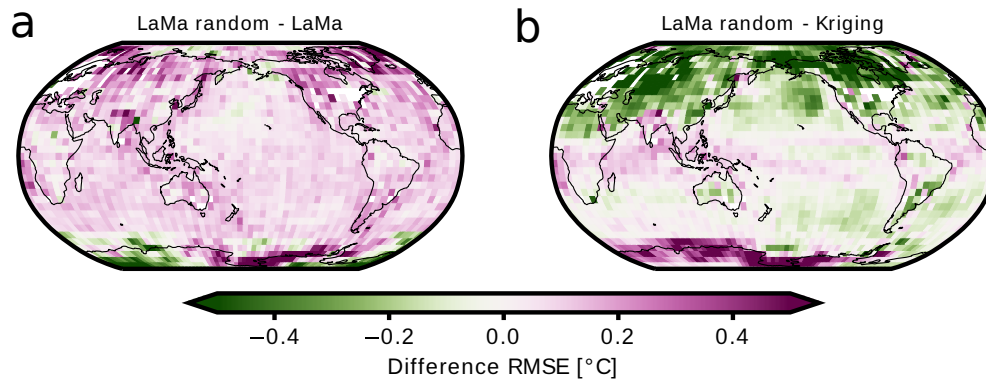 a
LaMa random - LaMa
b
LaMa random - Kriging
−0.4 −0.2 0.0 0.2 0.4
Difference RMSE [°C]